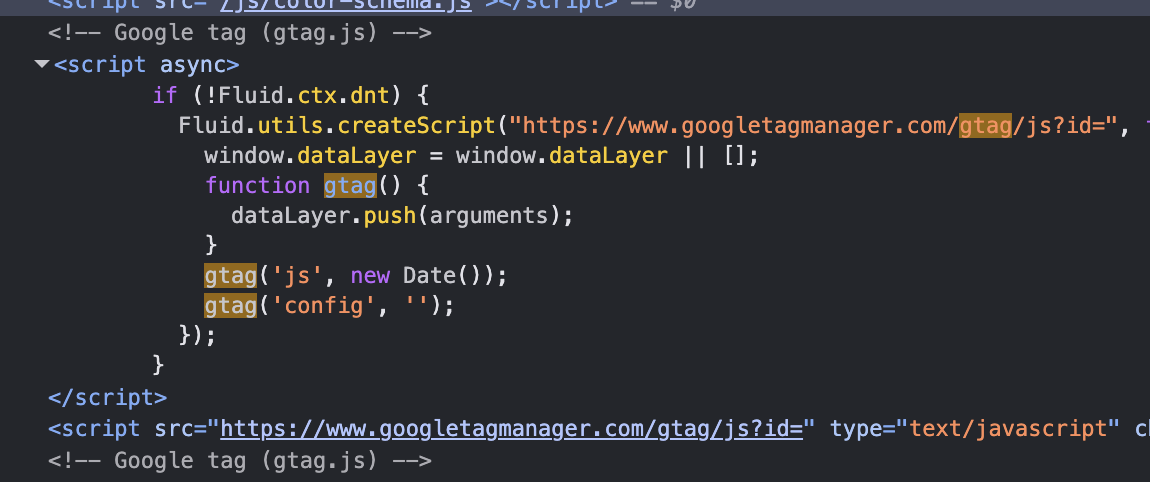 <script src="/js/color-schema.js"></script> == $0
<!-- Google tag (gtag.js) -->
<script async>
if (!Fluid.ctx.dnt) {
Fluid.utils.createScript("https://www.googletagmanager.com/gtag/js?id=",
window.dataLayer = window.dataLayer || [];
function gtag() {
dataLayer.push(arguments);
}
gtag('js', new Date());
gtag('config', '');
});
}
</script>
<script src="https://www.googletagmanager.com/gtag/js?id=" type="text/javascript"
<!-- Google tag (gtag.js) -->